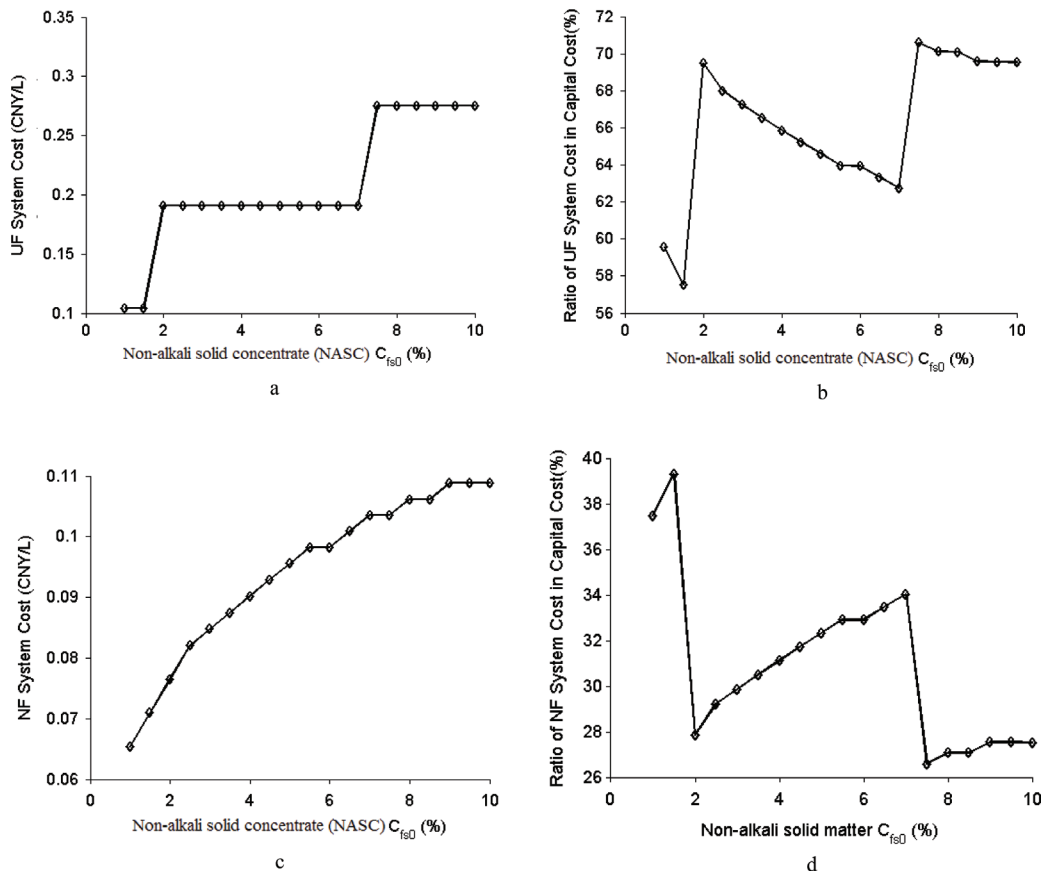 UF System Cost (CNY/L)
0.35
0.3
0.25
0.2
0.15
0.1
0 2 4 6 8 10
Non-alkali solid concentrate (NASC) C_fs0 (%)
a
Ratio of UF System Cost in Capital Cost(%)
72
70
68
66
64
62
60
58
56
0 2 4 6 8 10
Non-alkali solid concentrate (NASC) C_fs0 (%)
b
NF System Cost (CNY/L)
0.11
0.1
0.09
0.08
0.07
0.06
0 2 4 6 8 10
Non-alkali solid concentrate (NASC) C_fs0 (%)
c
Ratio of NF System Cost in Capital Cost(%)
40
38
36
34
32
30
28
26
0 2 4 6 8 10
Non-alkali solid matter C_fs0 (%)
d